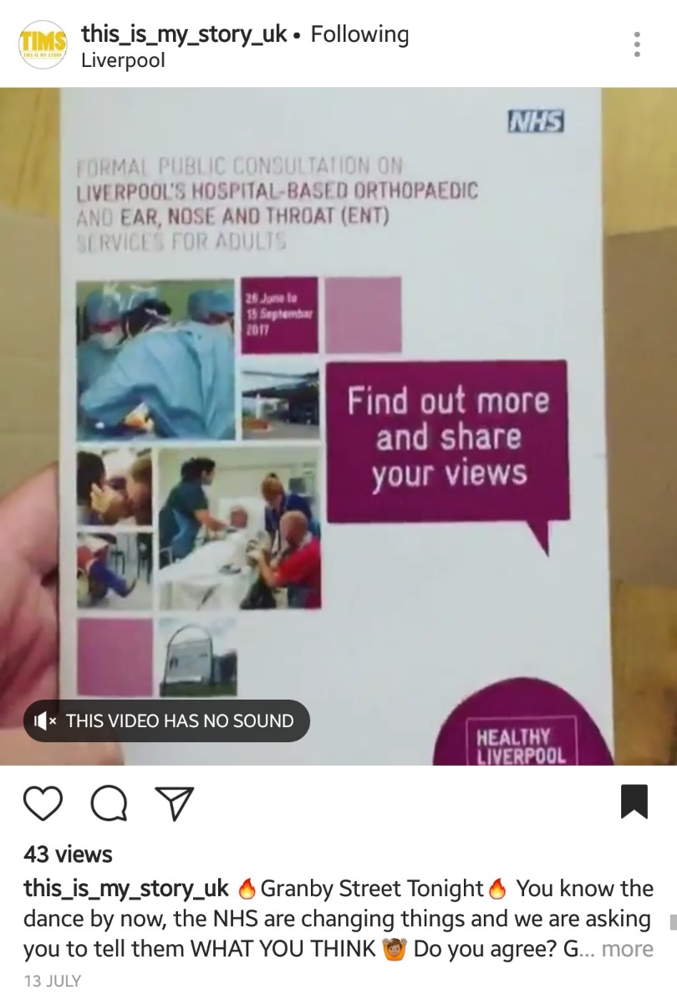 TIMS
THIS IS MY STORY
this_is_my_story_uk • Following
Liverpool
NHS
FORMAL PUBLIC CONSULTATION ON
LIVERPOOL'S HOSPITAL-BASED ORTHOPAEDIC
AND EAR, NOSE AND THROAT (ENT)
SERVICES FOR ADULTS
26 June to
15 September
2017
Find out more
and share
your views
THIS VIDEO HAS NO SOUND
HEALTHY
LIVERPOOL
43 views
this_is_my_story_uk 🔥Granby Street Tonight🔥 You know the
dance by now, the NHS are changing things and we are asking
you to tell them WHAT YOU THINK 🙆🏽 Do you agree? G... more
13 JULY